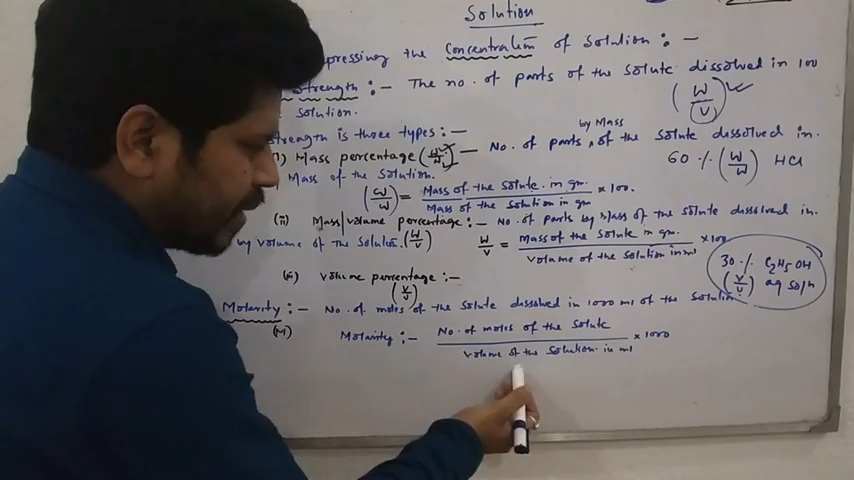 Solution
pressing the Concentration of Solution :-
Strength :- The no. of parts of the Solute dissolved in 100
Solution. (W/V)
Strength is three types :-
(i) Mass percentage (W/W) - No. of parts by Mass of the solute dissolved in.
Mass of the solution. 60 % (W/W) HCl
(W/W) = Mass of the solute in gm. / Mass of the solution in gm × 100.
(ii) Mass/volume percentage :- No. of parts by Mass of the solute dissolved in.
by volume of the solution. (W/V) W/V = Mass of the solute in gm. / volume of the solution in ml × 100
30 % (V/V) C2H5OH aq soln
(iii) volume percentage :-
(V/V)
Molarity :- No. of moles of the solute dissolved in 1000 ml of the solution.
(M) Molarity :- No. of moles of the solute / volume of the solution in ml × 1000